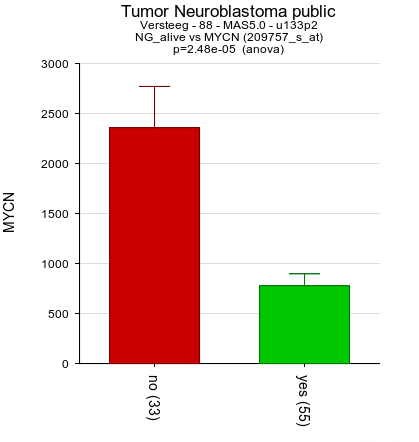 Tumor Neuroblastoma public
Versteeg - 88 - MAS5.0 - u133p2
NG_alive vs MYCN (209757_s_at)
p=2.48e-05 (anova)
3000
2500
2000
1500
1000
500
0
MYCN
no (33)
yes (55)